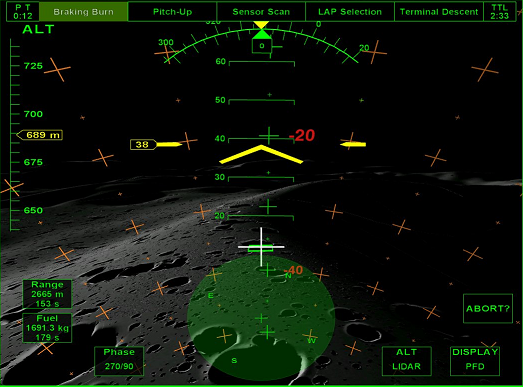 P T
0:12
Braking Burn
Pitch-Up
Sensor Scan
LAP Selection
Terminal Descent
TTL
2:33
ALT
300
0
20
60
725
50
700
689 m
38
40
-20
675
30
650
20
-40
N
E
W
S
Range
2665 m
153 s
Fuel
1691.3 kg
179 s
ABORT?
Phase
270/90
ALT
LIDAR
DISPLAY
PFD